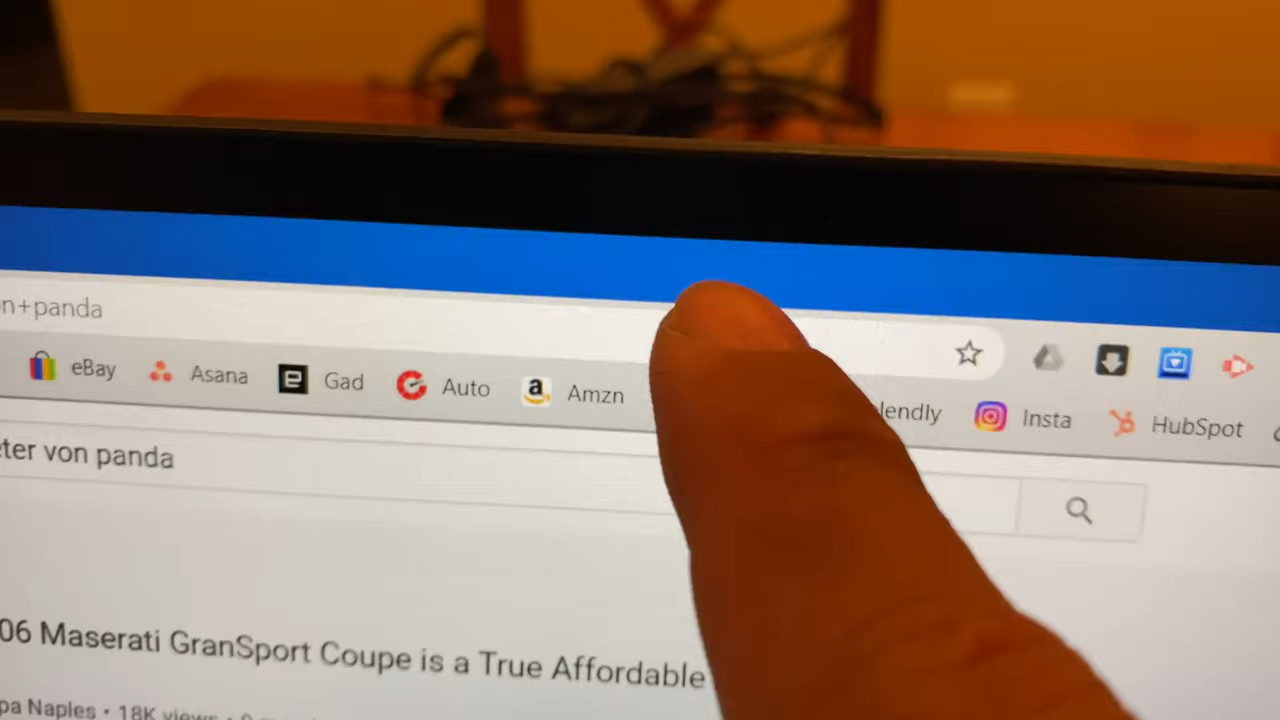 n+panda
eBay Asana Gad Auto Amzn lendly Insta HubSpot
eter von panda
06 Maserati GranSport Coupe is a True Affordable
pa Naples • 18K views •